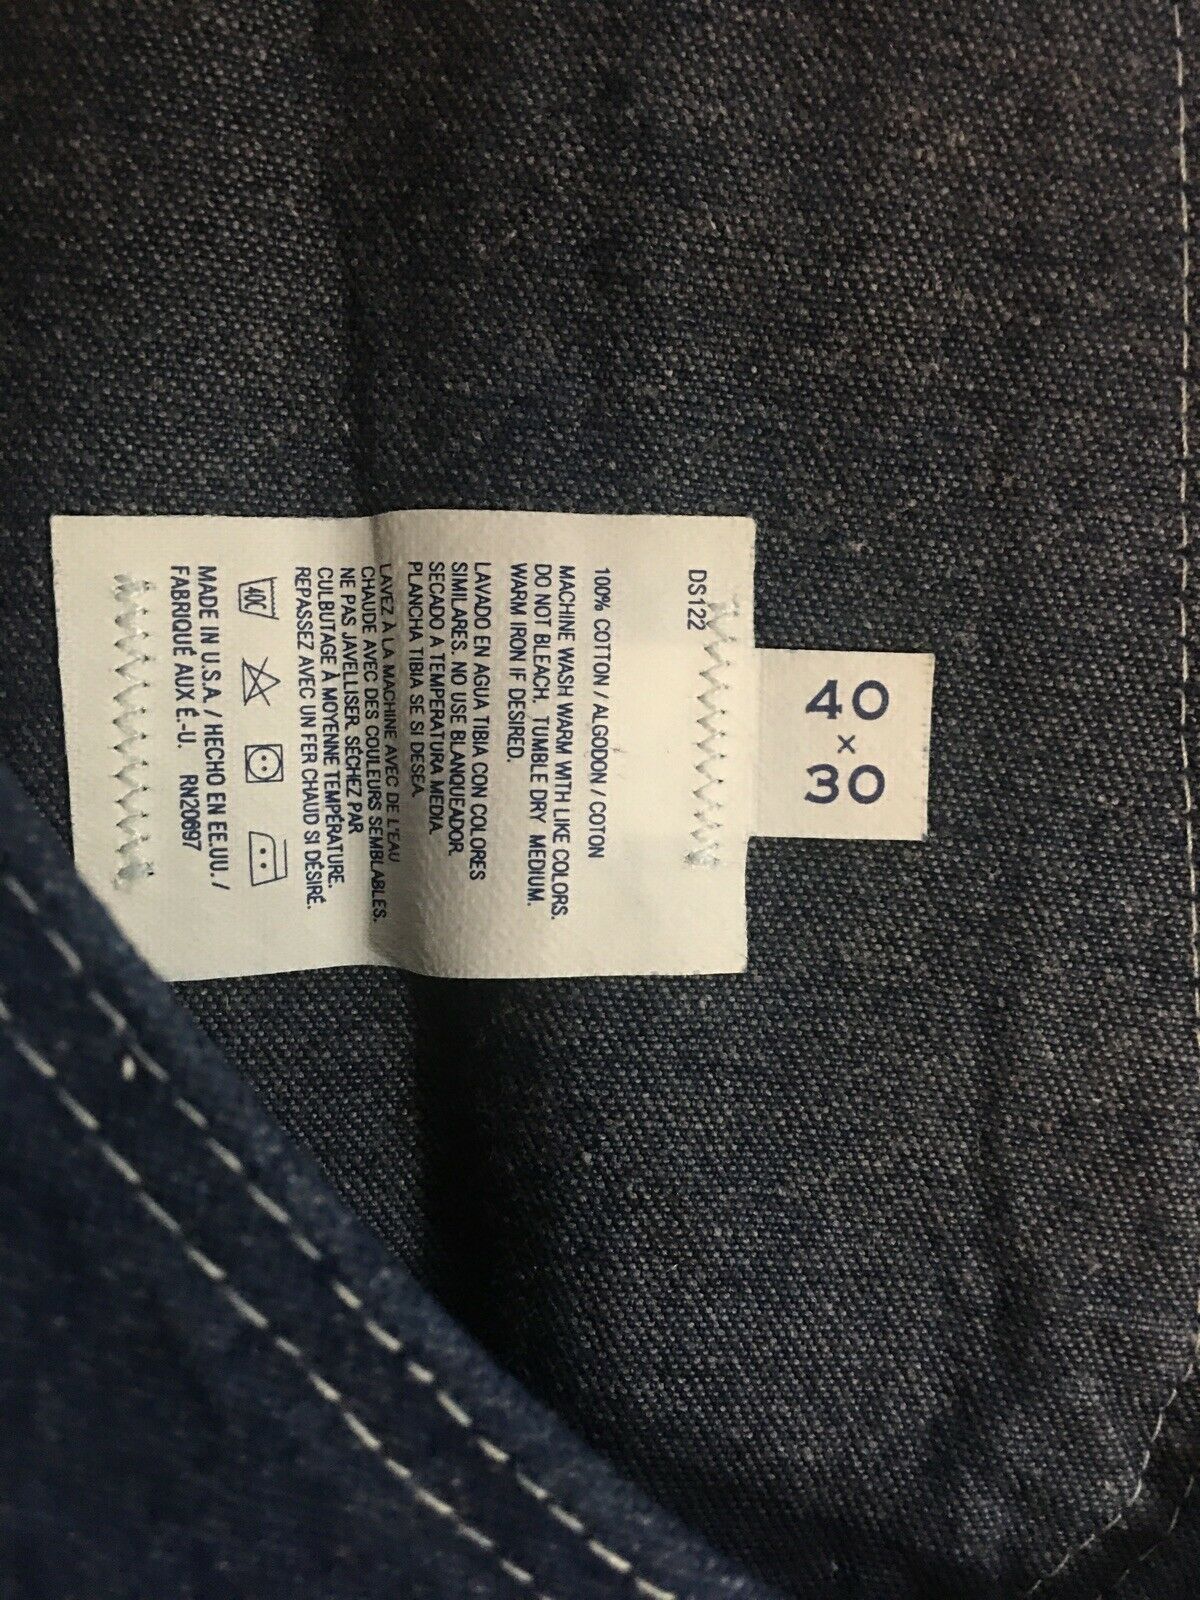 40
×
30
DS122
100% COTTON / ALGODON / COTON
MACHINE WASH WARM WITH LIKE COLORS.
DO NOT BLEACH. TUMBLE DRY MEDIUM.
WARM IRON IF DESIRED.
LAVADO EN AGUA TIBIA CON COLORES
SIMILARES. NO USE BLANQUEADOR.
SECADO A TEMPERATURA MEDIA.
PLANCHA TIBIA SE SI DESEA.
LAVEZ À LA MACHINE AVEC DE L'EAU
CHAUDE AVEC DES COULEURS SEMBLABLES.
NE PAS JAVELLISER. SÉCHEZ PAR
CULBUTAGE À MOYENNE TEMPÉRATURE.
REPASSEZ AVEC UN FER CHAUD SI DÉSIRÉ.
40C
MADE IN U.S.A. / HECHO EN EE.UU. /
FABRIQUÉ AUX É.-U. RN20697